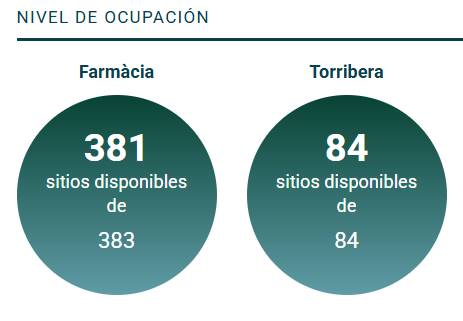 NIVEL DE OCUPACIÓN
Farmàcia
381
sitios disponibles
de
383
Torribera
84
sitios disponibles
de
84